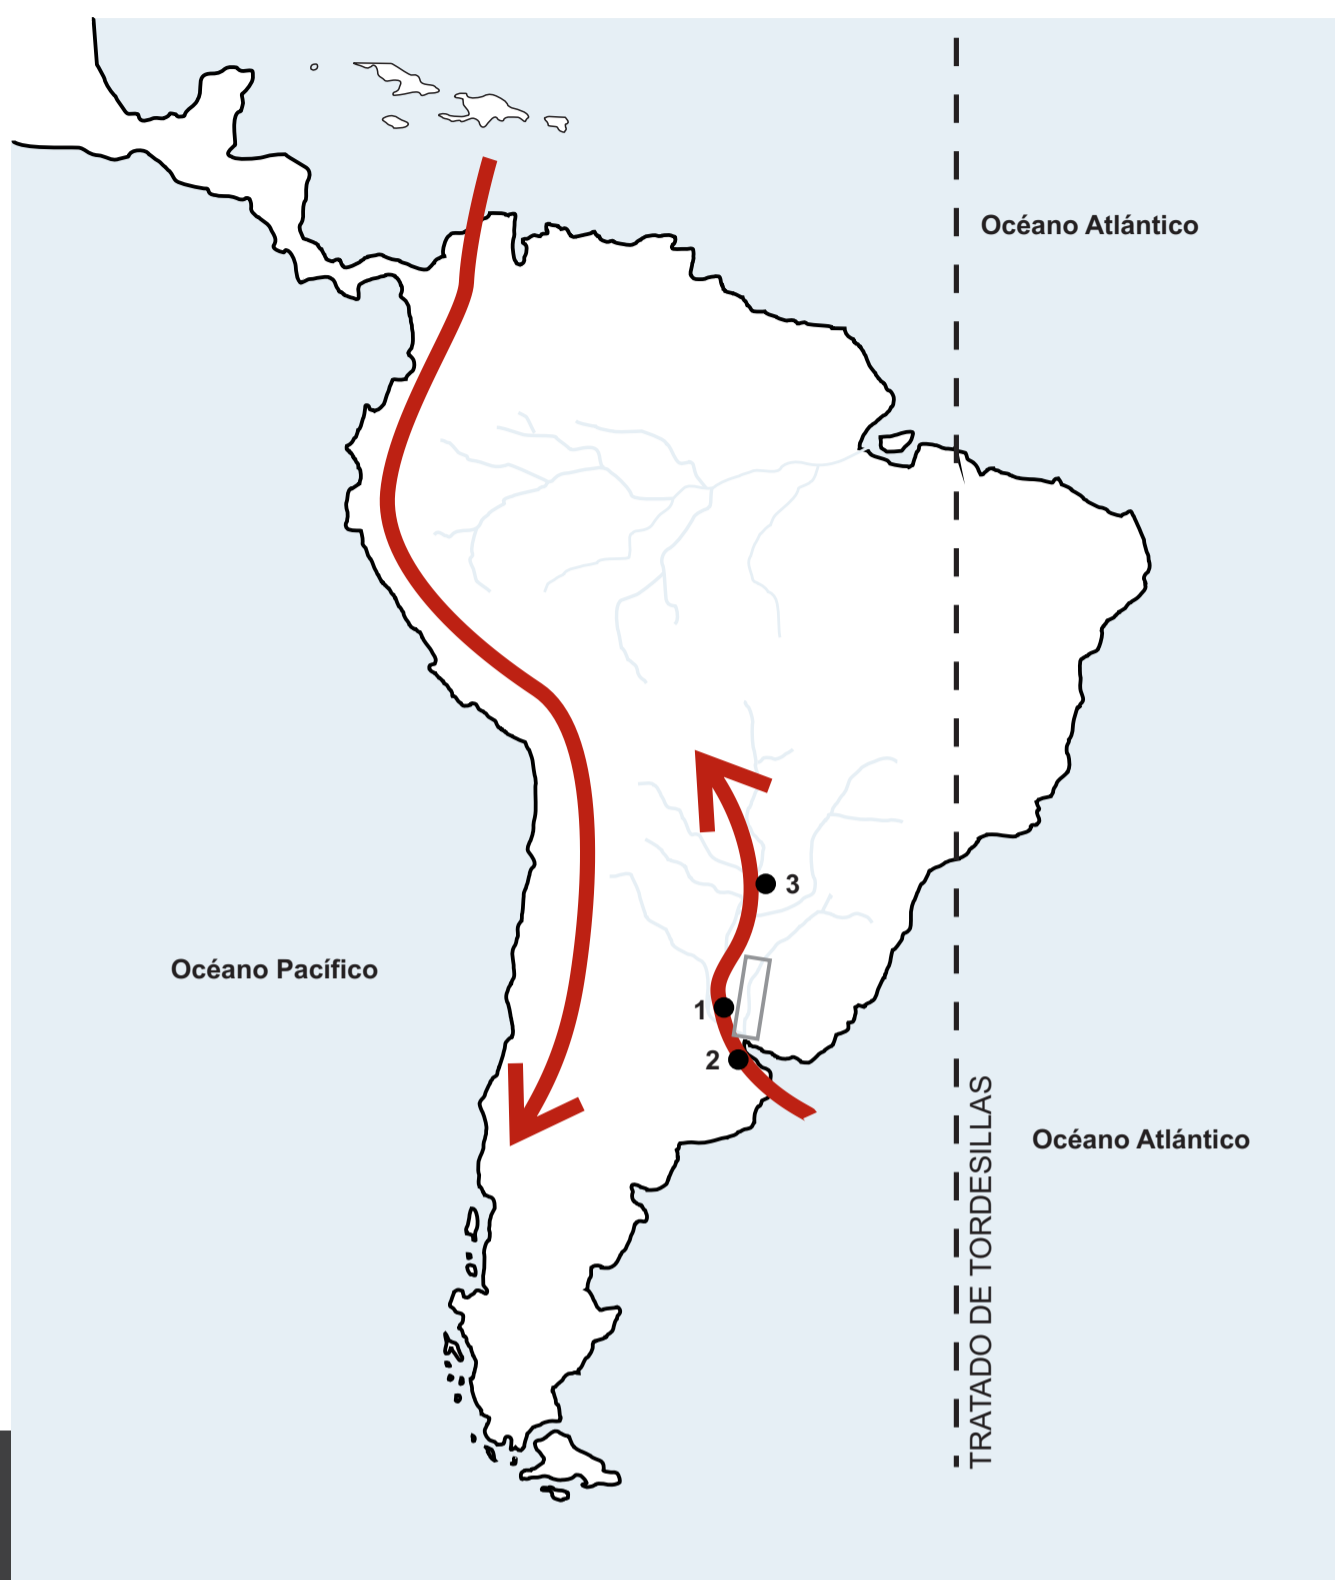 Océano Atlántico
3
Océano Pacífico
1
2
TRATADO DE TORDESILLAS
Océano Atlántico